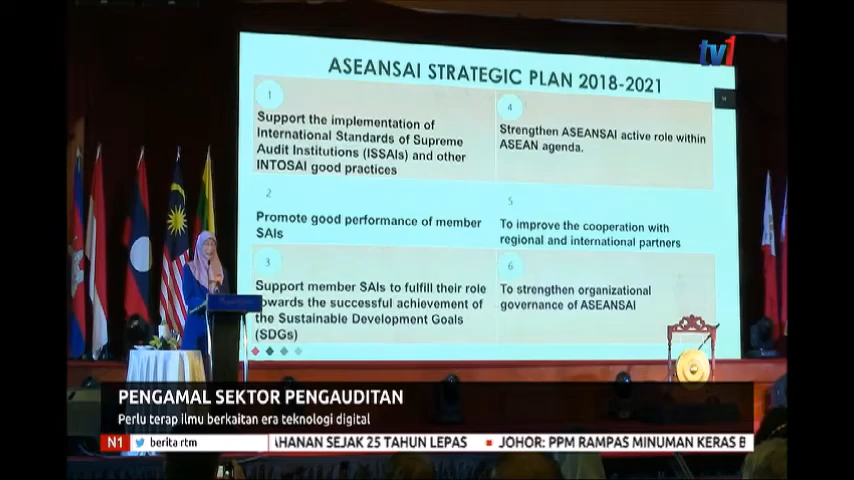 tv1
ASEANSAI STRATEGIC PLAN 2018-2021
1
Support the implementation of
International Standards of Supreme
Audit Institutions (ISSAIs) and other
INTOSAI good practices
2
Promote good performance of member
SAIs
3
Support member SAIs to fulfill their role
towards the successful achievement of
the Sustainable Development Goals
(SDGs)
4
Strengthen ASEANSAI active role within
ASEAN agenda.
5
To improve the cooperation with
regional and international partners
6
To strengthen organizational
governance of ASEANSAI
PENGAMAL SEKTOR PENGAUDITAN
Perlu terap ilmu berkaitan era teknologi digital
N1 berita rtm AHANAN SEJAK 25 TAHUN LEPAS JOHOR: PPM RAMPAS MINUMAN KERAS B